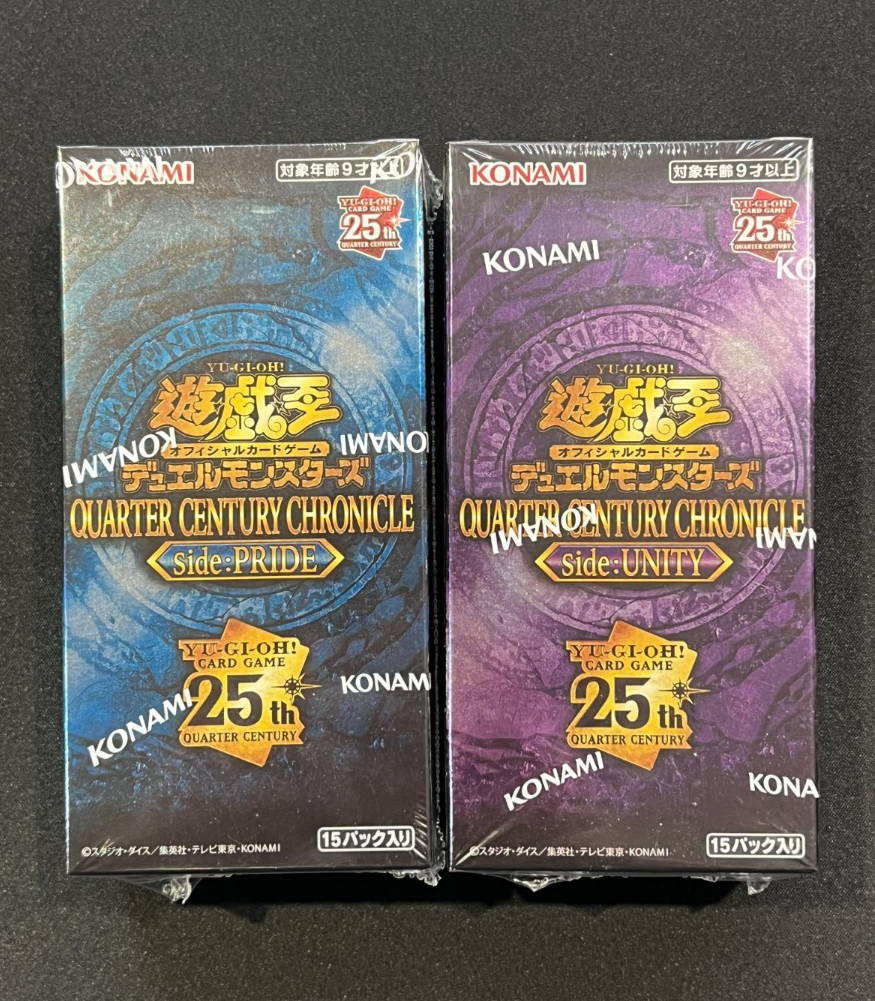 KONAMI
対象年齢9才以上
YU-GI-OH!
CARD GAME
25th
QUARTER CENTURY
YU-GI-OH!
遊戯王
オフィシャルカードゲーム
デュエルモンスターズ
QUARTER CENTURY CHRONICLE
side:PRIDE
KONAMI
KONAMI
YU-GI-OH!
CARD GAME
25th
QUARTER CENTURY
KONAMI
KONAMI
©スタジオ・ダイス/集英社・テレビ東京・KONAMI
15パック入り
KONAMI
対象年齢9才以上
YU-GI-OH!
CARD GAME
25th
QUARTER CENTURY
KONAMI
KO
YU-GI-OH!
遊戯王
オフィシャルカードゲーム
デュエルモンスターズ
QUARTER CENTURY CHRONICLE
KONAMI
NAMI
side:UNITY
YU-GI-OH!
CARD GAME
25th
QUARTER CENTURY
KONAMI
KONA
©スタジオ・ダイス/集英社・テレビ東京・KONAMI
15パック入り